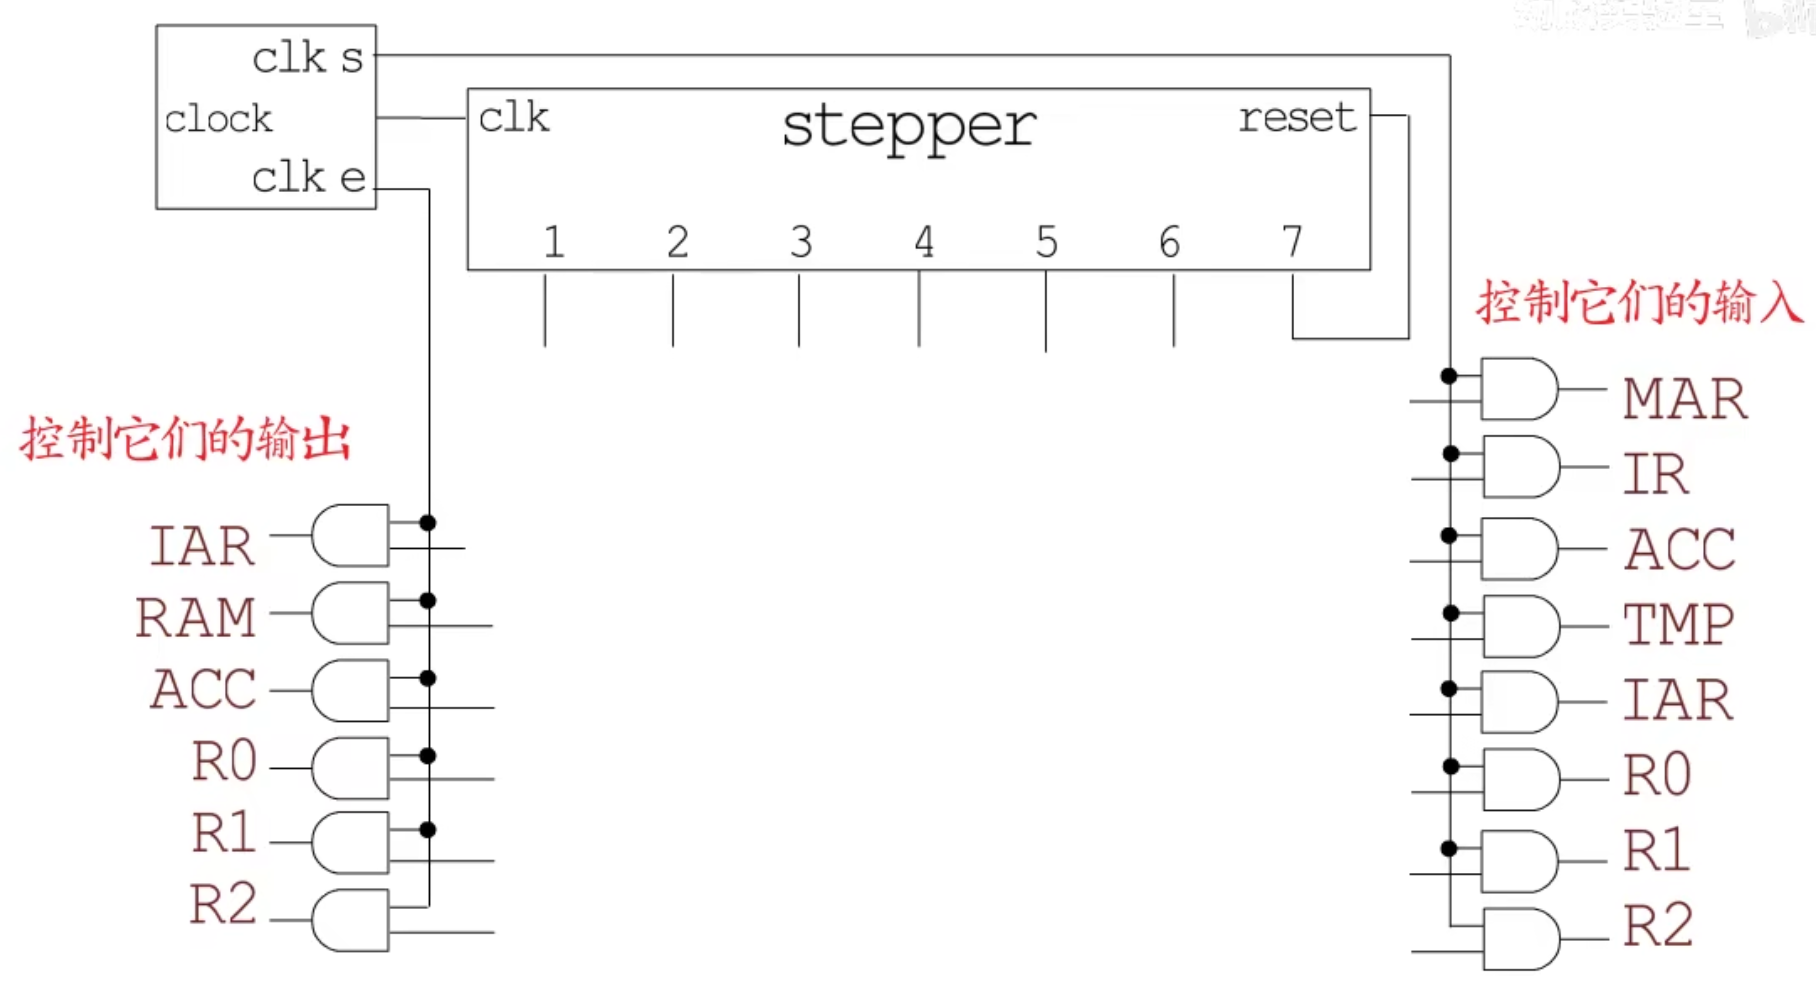 clk s
clock
clk e
clk stepper reset
1 2 3 4 5 6 7
控制它们的输入
MAR
IR
ACC
TMP
IAR
R0
R1
R2
控制它们的输出
IAR
RAM
ACC
R0
R1
R2